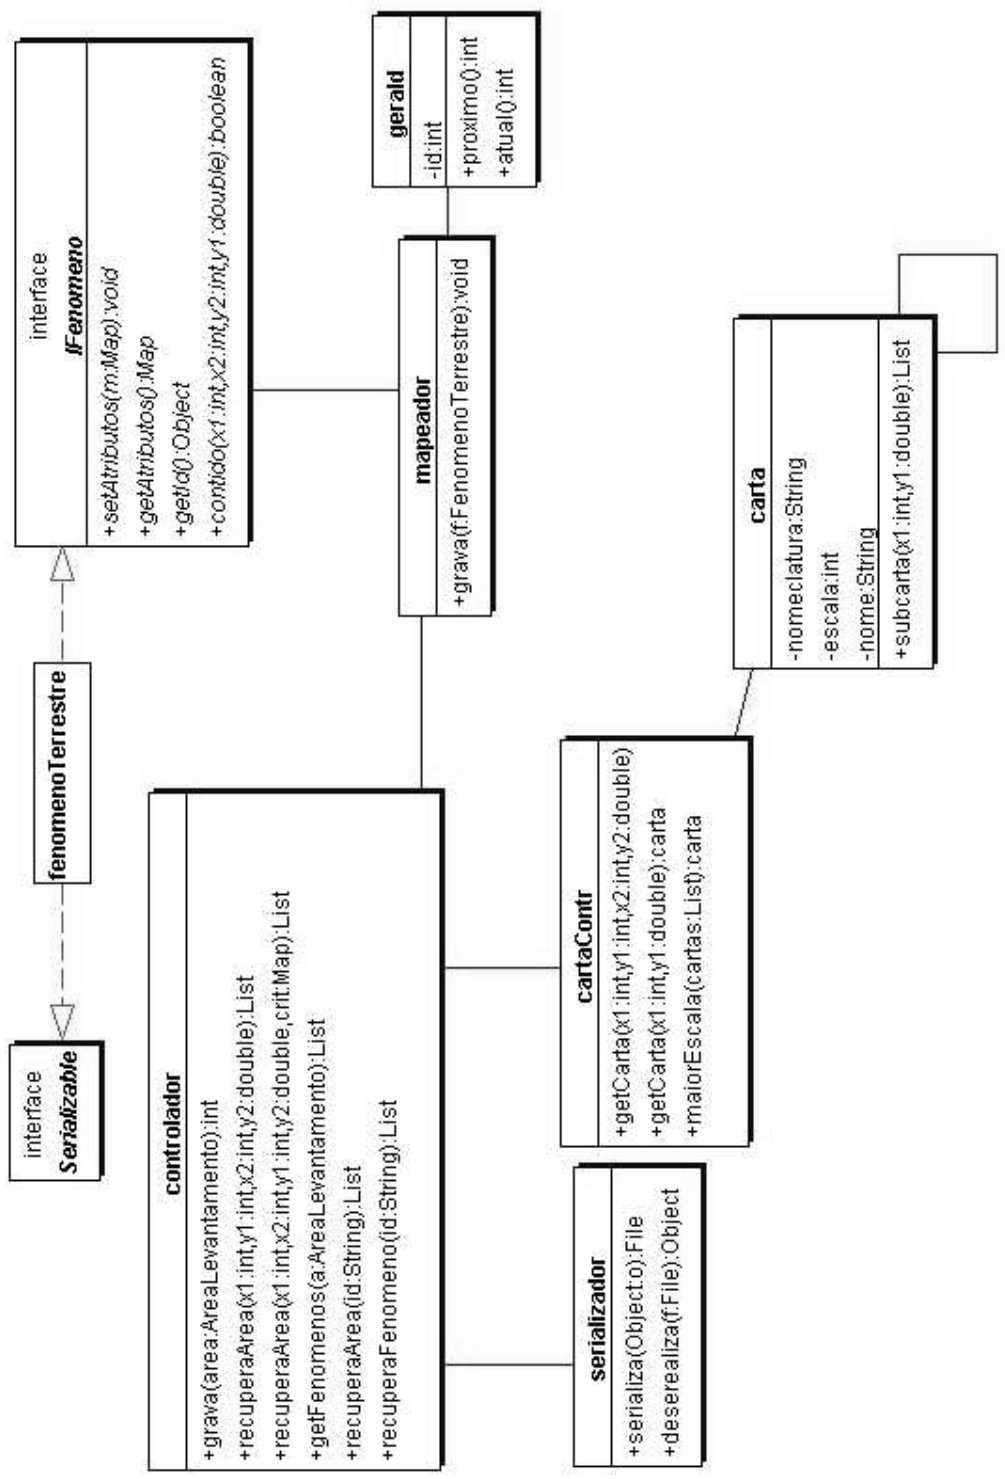 interface
Serializable
fenomenoTerrestre
interface
IFenomeno
+setAtributos(m:Map):void
+getAtributos():Map
+getId():Object
+contido(x1:int,x2:int,y2:int,y1:double):boolean
controlador
+grava(area:AreaLevantamento):int
+recuperaArea(x1:int,y1:int,x2:int,y2:double):List
+recuperaArea(x1:int,x2:int,y1:int,y2:double,crit:Map):List
+getFenomenos(a:AreaLevantamento):List
+recuperaArea(id:String):List
+recuperaFenomeno(id:String):List
mapeador
+grava(f:FenomenoTerrestre):void
geraId
-id:int
+proximo():int
+atual():int
serializador
+serializa(Object:o):File
+deserealiza(f:File):Object
cartaContr
+getCarta(x1:int,y1:int,x2:int,y2:double)
+getCarta(x1:int,y1:double):carta
+maiorEscala(cartas:List):carta
carta
-nomeclatura:String
-escala:int
-nome:String
+subcarta(x1:int,y1:double):List